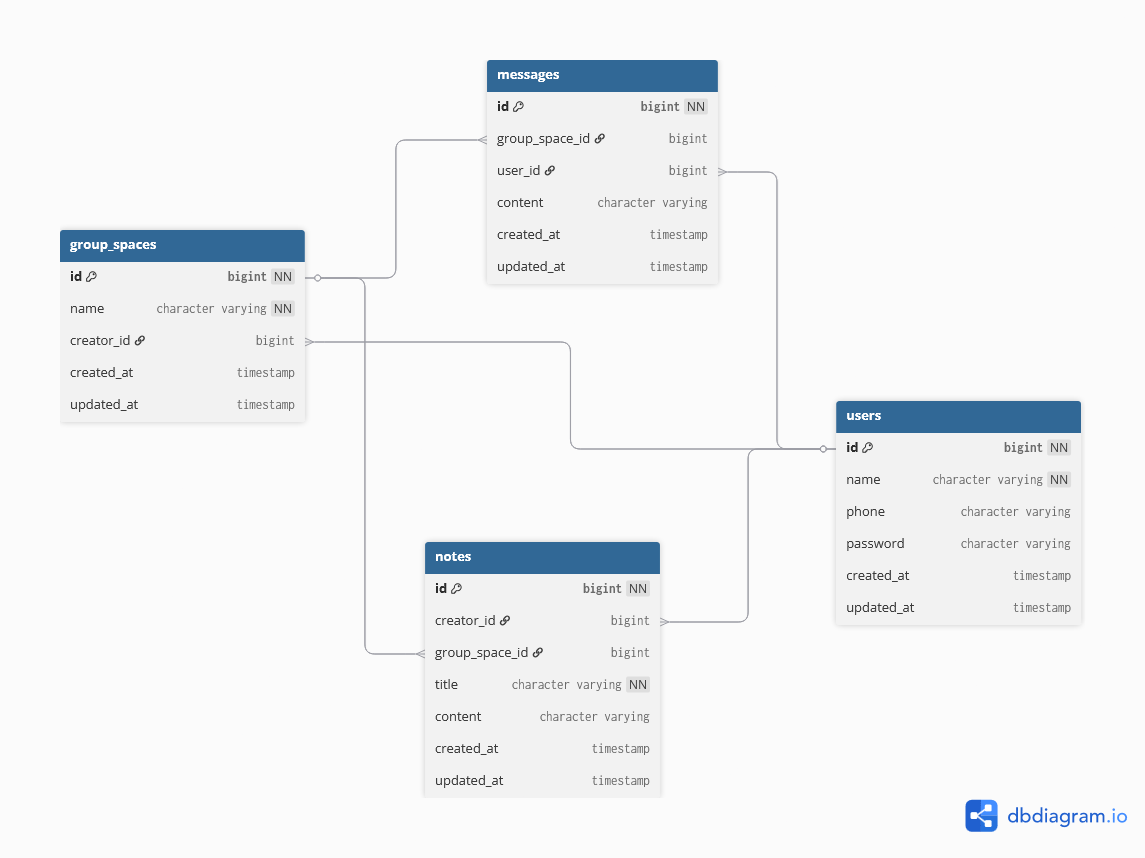 messages
id bigint NN
group_space_id bigint
user_id bigint
content character varying
created_at timestamp
updated_at timestamp
group_spaces
id bigint NN
name character varying NN
creator_id bigint
created_at timestamp
updated_at timestamp
users
id bigint NN
name character varying NN
phone character varying
password character varying
created_at timestamp
updated_at timestamp
notes
id bigint NN
creator_id bigint
group_space_id bigint
title character varying NN
content character varying
created_at timestamp
updated_at timestamp
dbdiagram.io